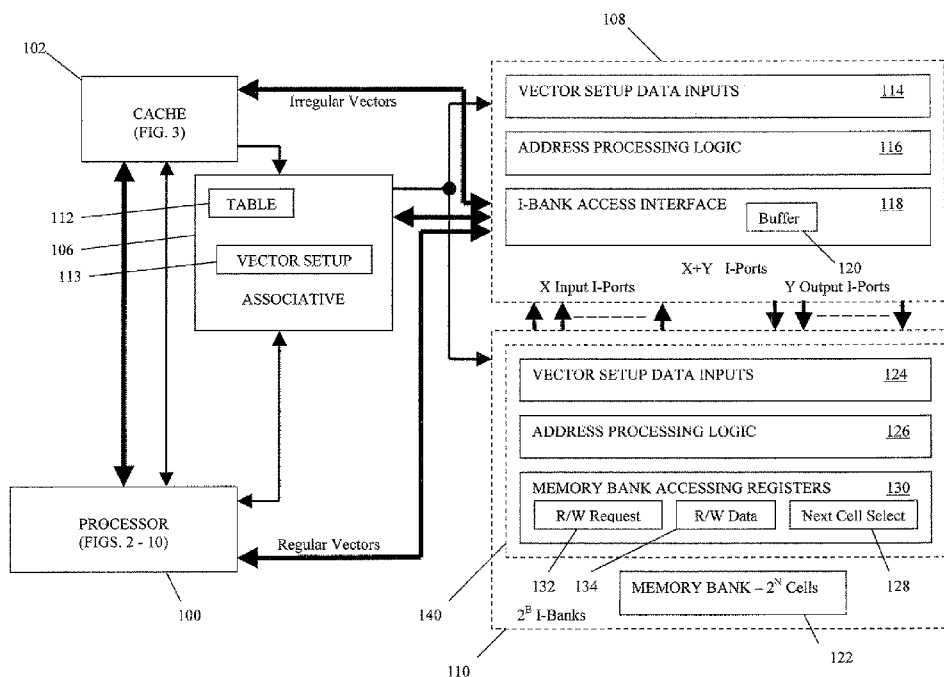 102
108
CACHE
(FIG. 3)
Irregular Vectors
VECTOR SETUP DATA INPUTS 114
ADDRESS PROCESSING LOGIC 116
I-BANK ACCESS INTERFACE 118
Buffer
120
112
TABLE
106
113
VECTOR SETUP
ASSOCIATIVE
X+Y I-Ports
X Input I-Ports
Y Output I-Ports
VECTOR SETUP DATA INPUTS 124
ADDRESS PROCESSING LOGIC 126
MEMORY BANK ACCESSING REGISTERS 130
R/W Request
R/W Data
Next Cell Select
PROCESSOR
(FIGS. 2 - 10)
Regular Vectors
132
134
128
140
MEMORY BANK – 2^N Cells
2^B I-Banks
100
110
122